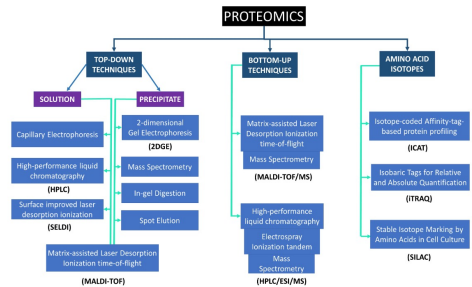 PROTEOMICS
TOP-DOWN
TECHNIQUES
BOTTOM-UP
TECHNIQUES
AMINO ACID
ISOTOPES
SOLUTION
PRECIPITATE
Capillary Electrophoresis
High-performance liquid
chromatography
(HPLC)
Surface improved laser
desorption ionization
(SELDI)
2-dimensional
Gel Electrophoresis
(2DGE)
Mass Spectrometry
In-gel Digestion
Spot Elution
Matrix-assisted Laser Desorption
Ionization time-of-flight
(MALDI-TOF)
Matrix-assisted Laser
Desorption Ionization
time-of-flight
Mass Spectrometry
(MALDI-TOF/MS)
High-performance
liquid chromatography
Electrospray
ionization tandem
Mass
Spectrometry
(HPLC/ESI/MS)
Isotope-coded Affinity-tag-
based protein profiling
(ICAT)
Isobaric Tags for Relative
and Absolute Quantification
(iTRAQ)
Stable Isotope Marking by
Amino Acids in Cell Culture
(SILAC)